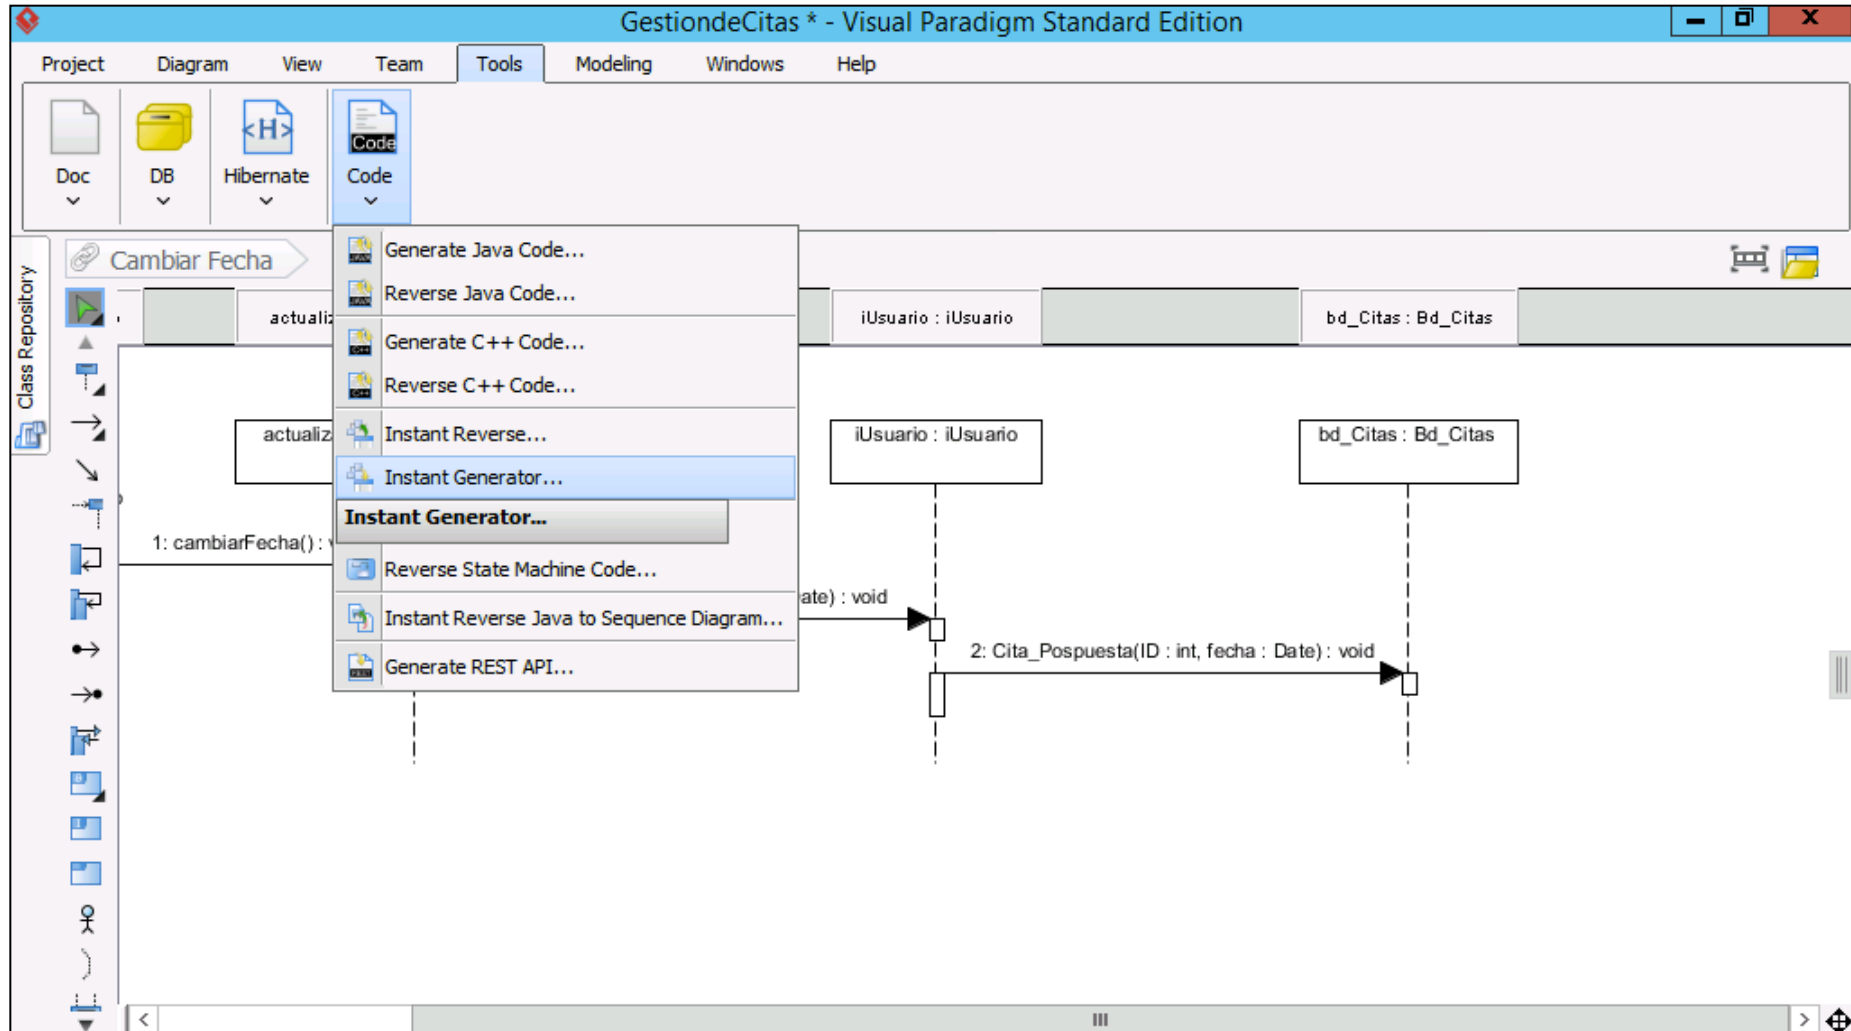 GestiondeCitas * - Visual Paradigm Standard Edition
Project Diagram View Team Tools Modeling Windows Help
Code
Doc DB Hibernate Code
Class Repository
Cambiar Fecha
Generate Java Code...
Reverse Java Code...
Generate C++ Code...
Reverse C++ Code...
Instant Reverse...
Instant Generator...
Instant Generator...
Reverse State Machine Code...
Instant Reverse Java to Sequence Diagram...
Generate REST API...
actualiz
iUsuario : iUsuario
bd_Citas : Bd_Citas
actualiz
iUsuario : iUsuario
bd_Citas : Bd_Citas
1: cambiarFecha() :
ate) : void
2: Cita_Pospuesta(ID : int, fecha : Date) : void